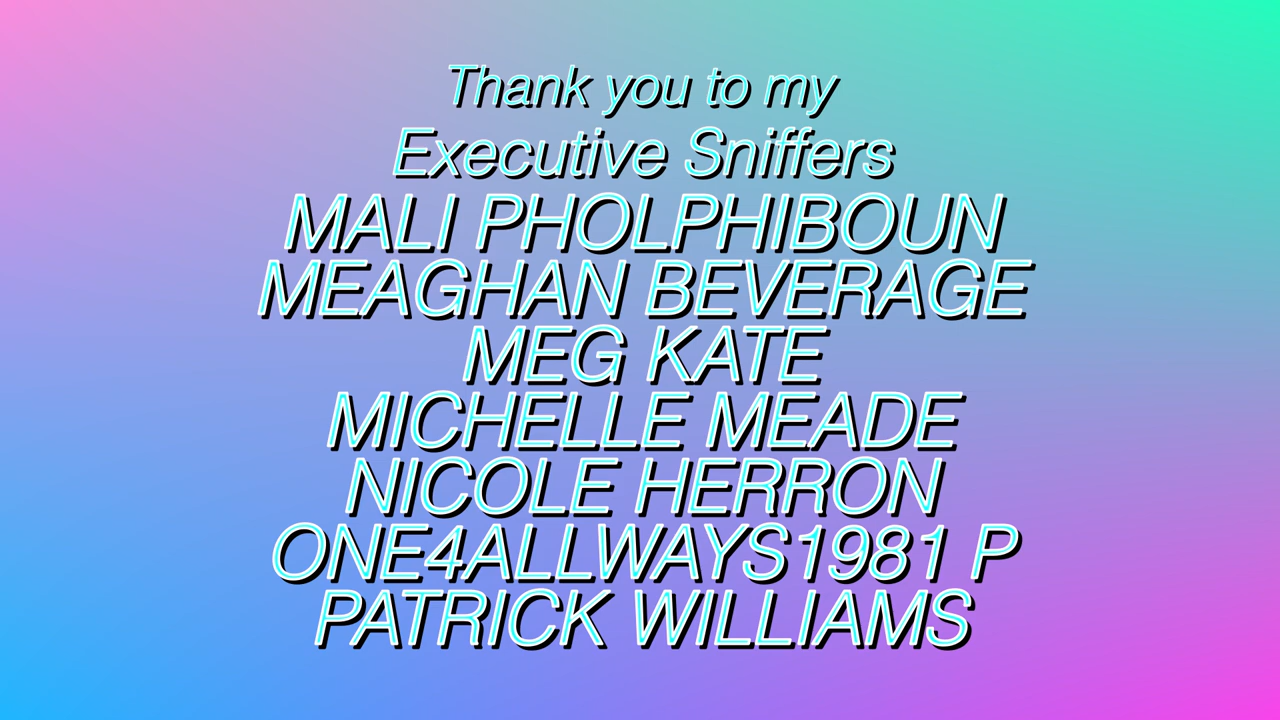 Thank you to my
Executive Sniffers
MALI PHOLPHIBOUN
MEAGHAN BEVERAGE
MEG KATE
MICHELLE MEADE
NICOLE HERRON
ONE4ALLWAYS1981 P
PATRICK WILLIAMS